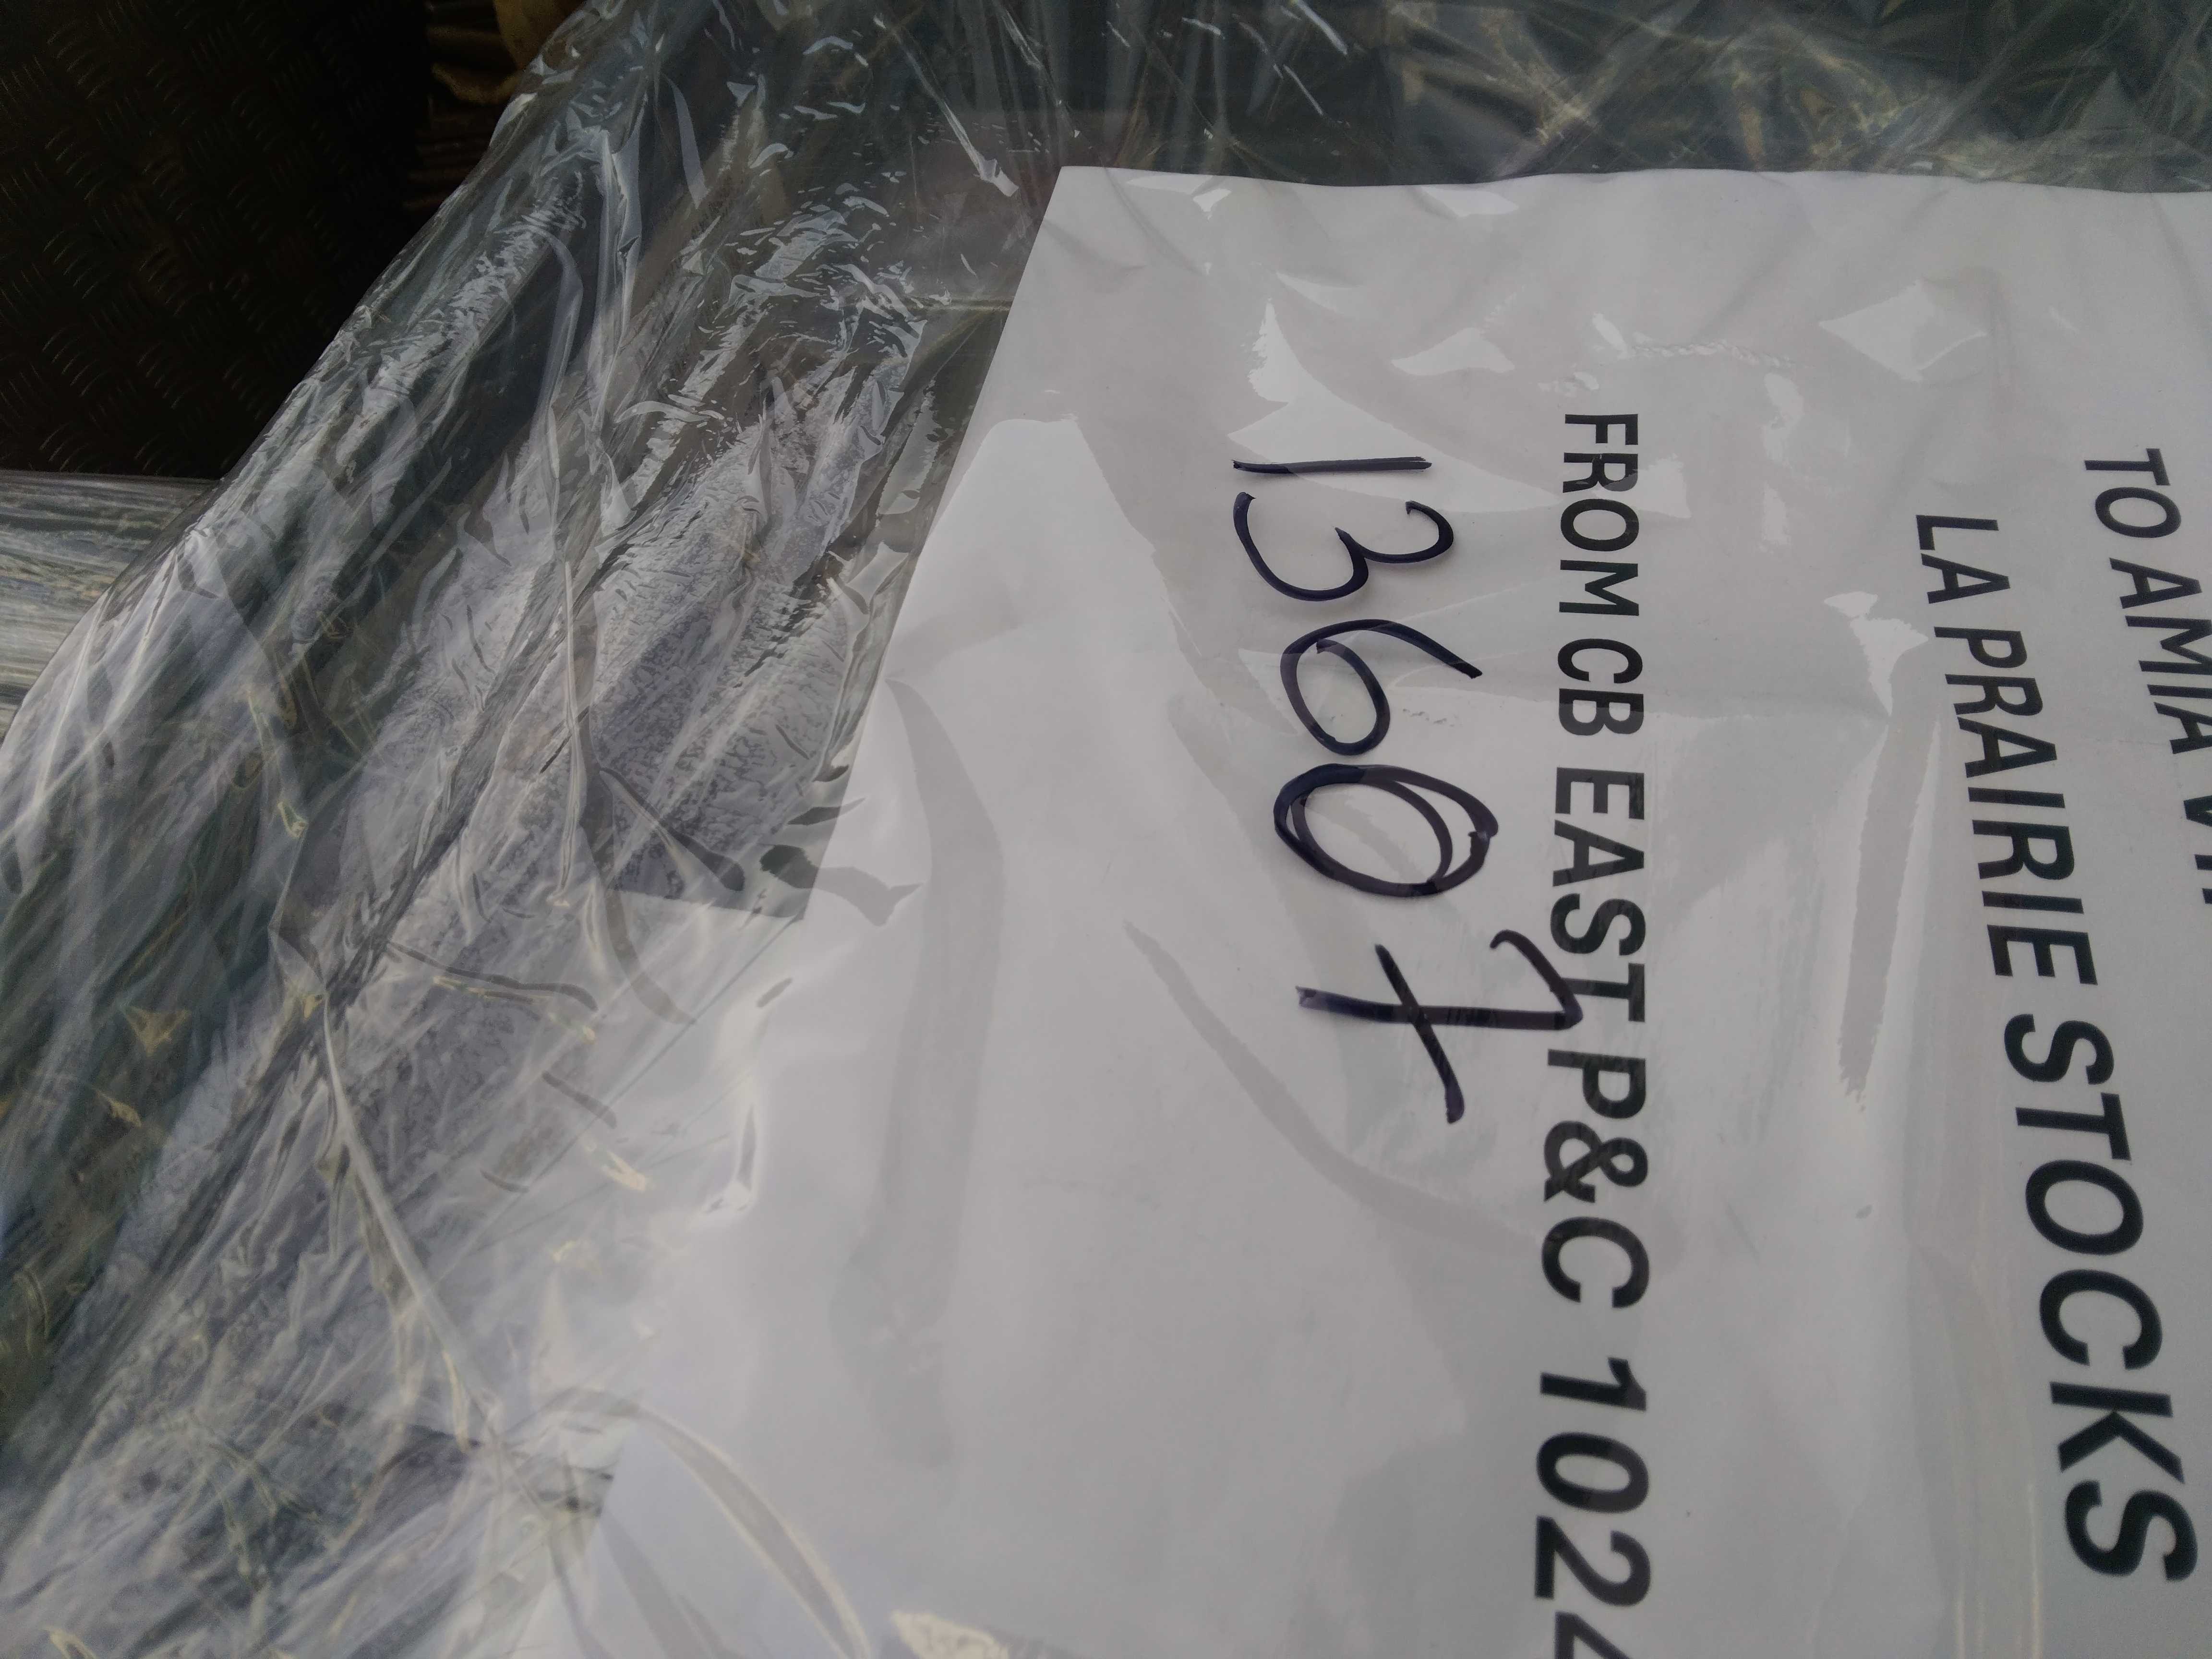 TO AMIA
LA PRAIRIE STOCKS
FROM CB EAST P&C 102
13607